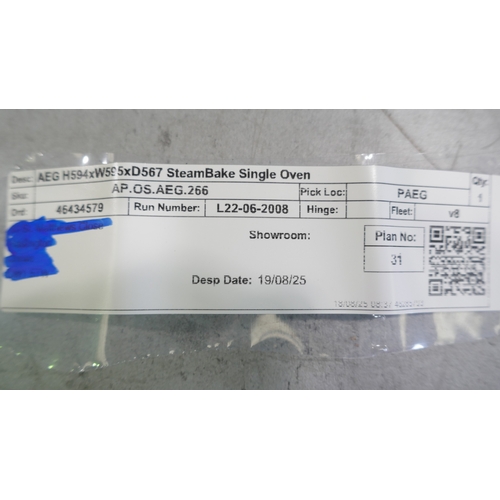 Desc: AEG H594xW595xD567 SteamBake Single Oven Qty:
Sku: AP.OS.AEG.266 Pick Loc: PAEG 1
Ord: 46434579 Run Number: L22-06-2008 Hinge: Fleet: v8
Showroom: Plan No:
31
Desp Date: 19/08/25